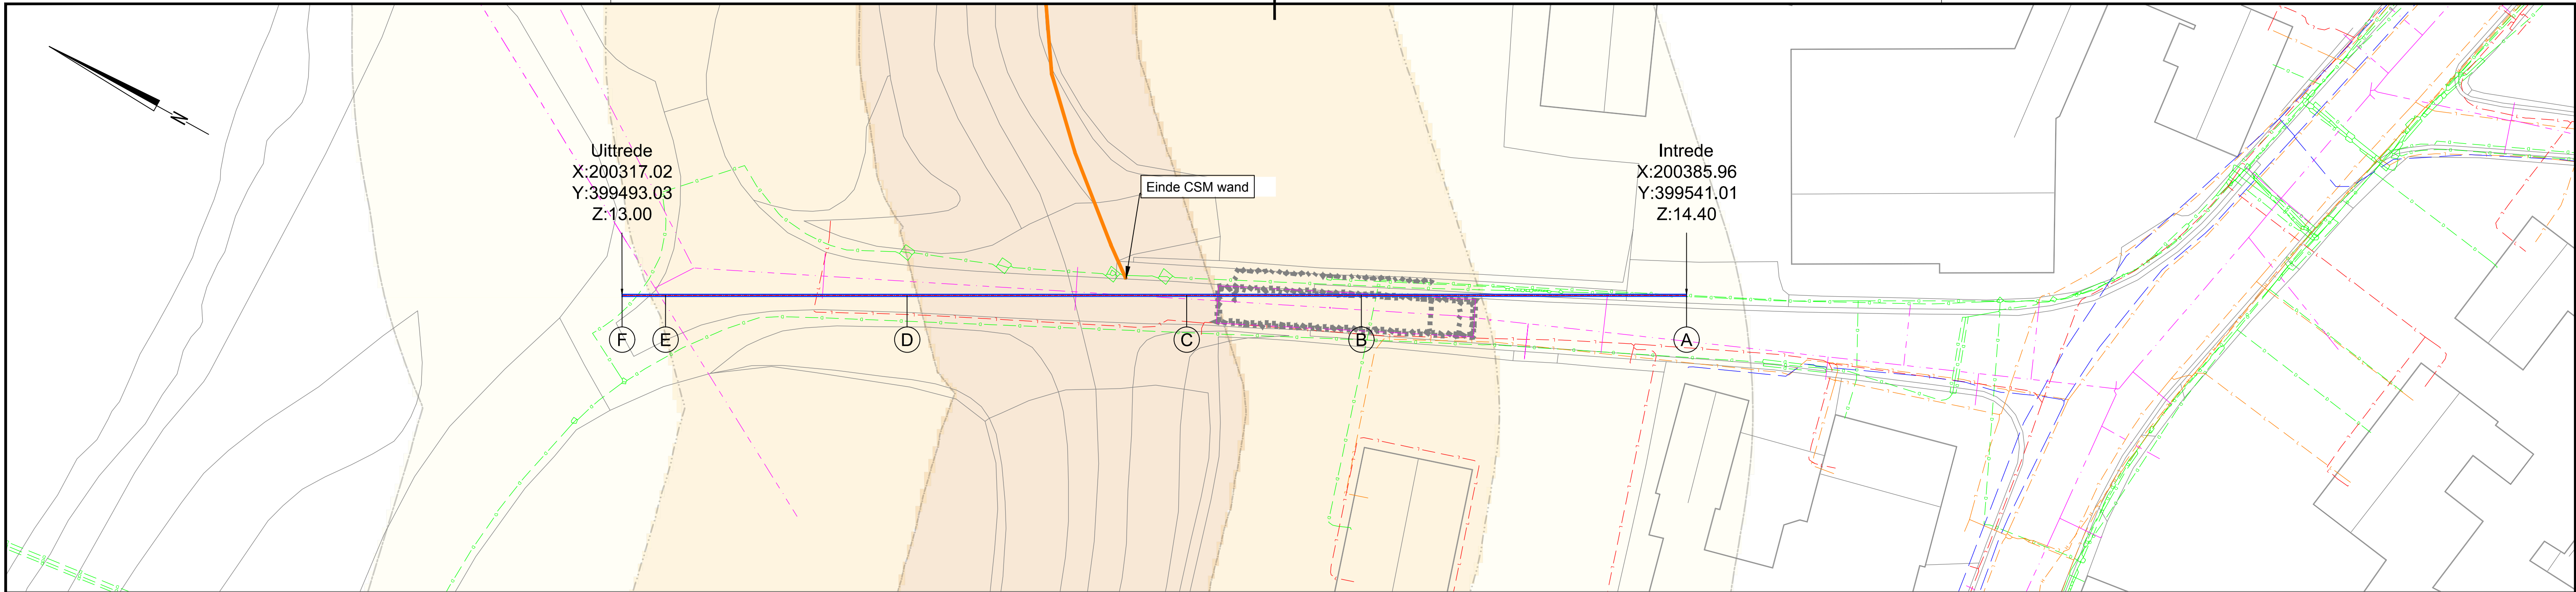 N
Uittrede
X:200317.02
Y:399493.03
Z:13.00
Einde CSM wand
Intrede
X:200385.96
Y:399541.01
Z:14.40
F
E
D
C
B
A